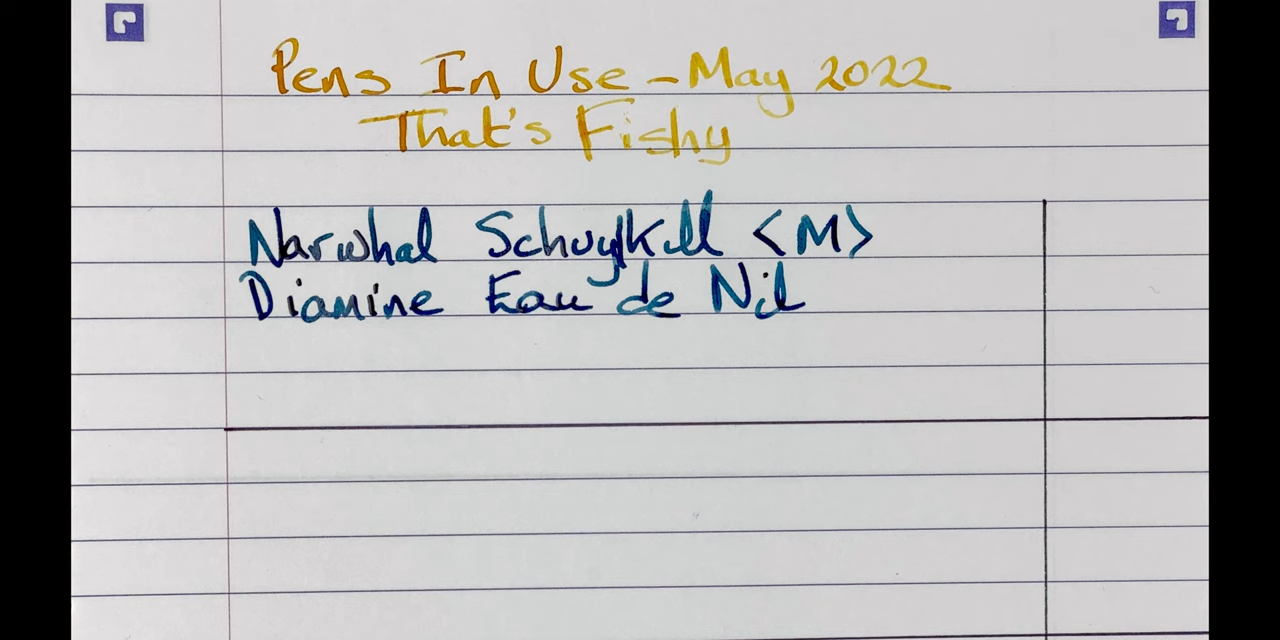 Pens In Use - May 2022
That's Fishy
Narwhal Schuylkill <M>
Diamine Eau de Nil